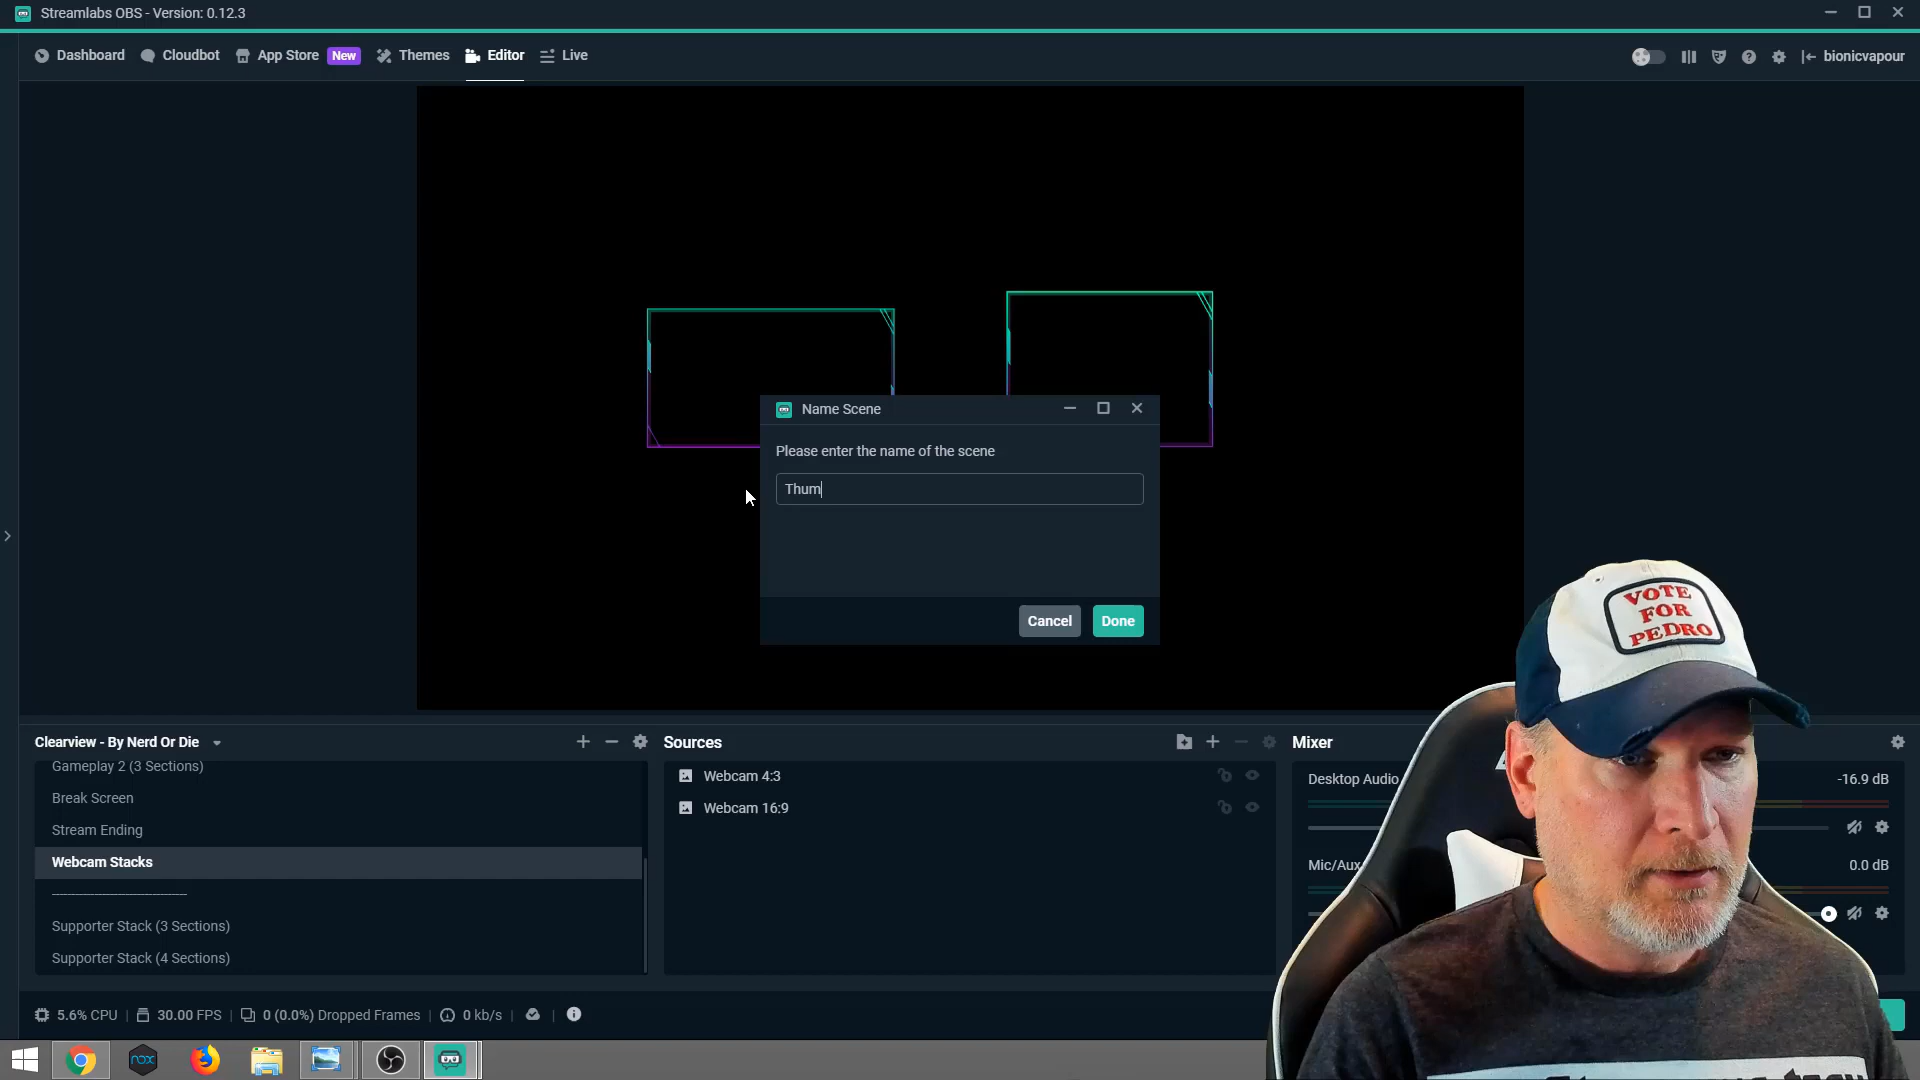 Streamlabs OBS - Version: 0.12.3
Dashboard
Cloudbot
App Store
New
Themes
Editor
Live
bionicvapour
Name Scene
Please enter the name of the scene
Thum
Cancel
Done
VOTE
FOR
PEDRO
Clearview - By Nerd Or Die
Gameplay 2 (3 Sections)
Break Screen
Stream Ending
Webcam Stacks
Supporter Stack (3 Sections)
Supporter Stack (4 Sections)
Sources
Webcam 4:3
Webcam 16:9
Mixer
Desktop Audio
-16.9 dB
Mic/Aux
0.0 dB
5.6% CPU
30.00 FPS
0 (0.0%) Dropped Frames
0 kb/s
nox